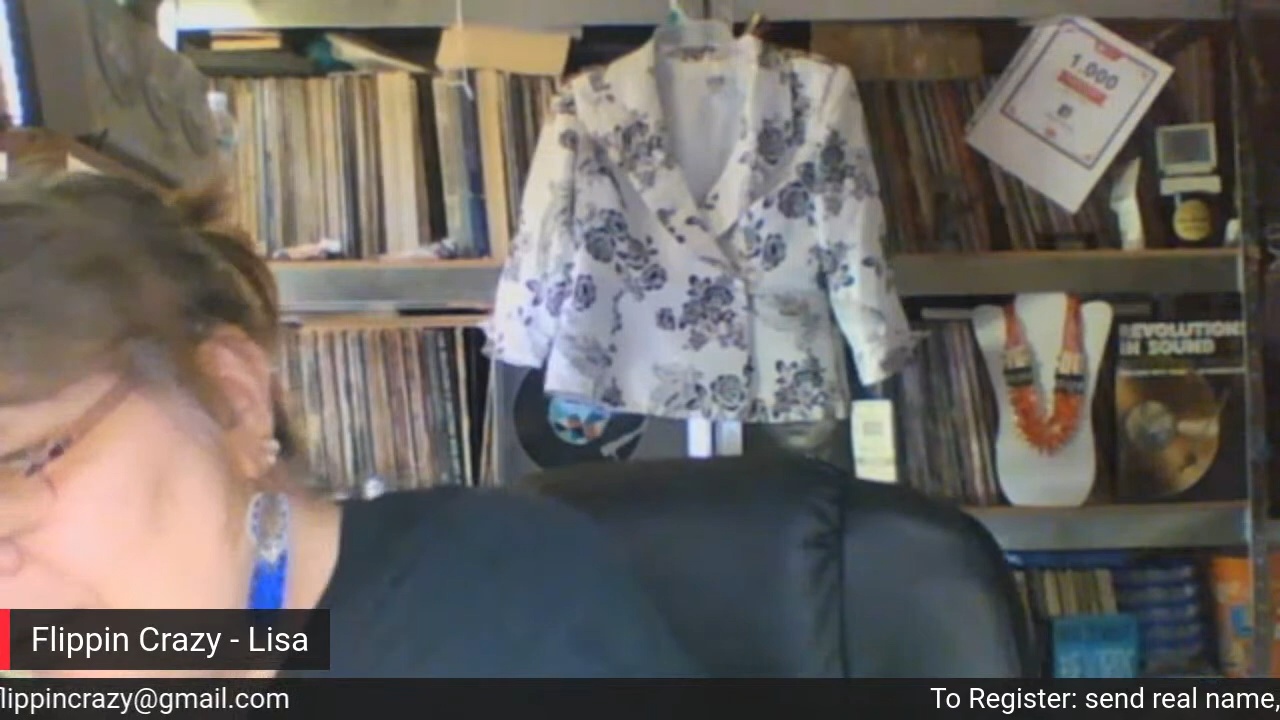 1,000
REVOLUTIONS
IN SOUND
Flippin Crazy - Lisa
lippincrazy@gmail.com
To Register: send real name,